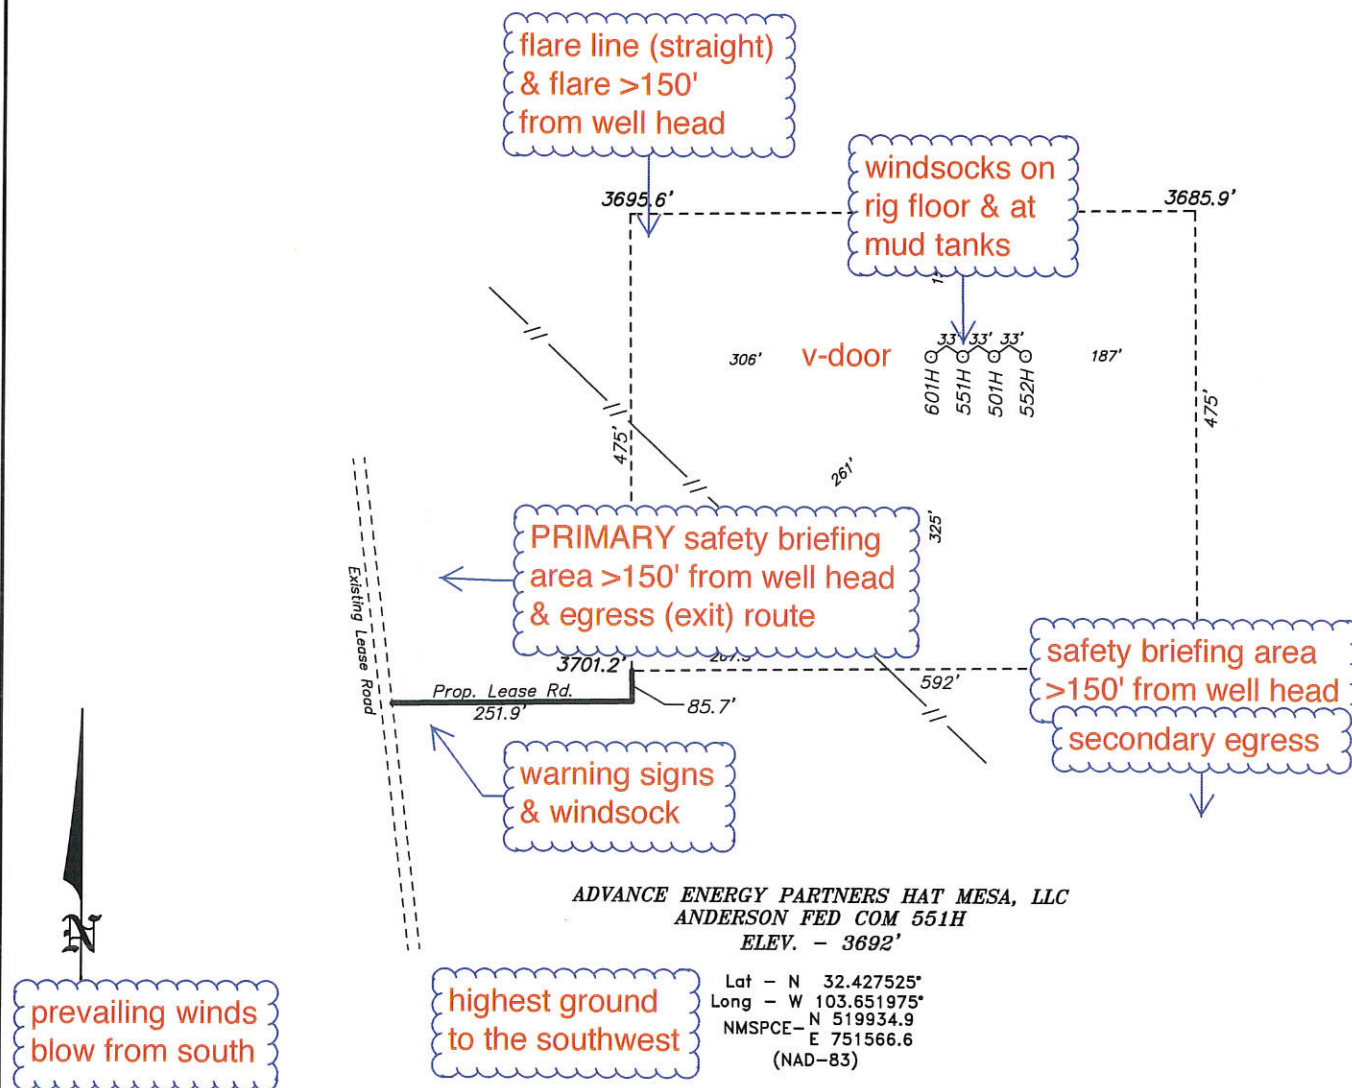 flare line (straight)
& flare >150'
from well head
windsocks on
rig floor & at
mud tanks
3695.6'
3685.9'
33' 33' 33'
306'
v-door
187'
601H
551H
501H
552H
475'
475'
261'
325'
PRIMARY safety briefing
area >150' from well head
& egress (exit) route
Existing Lease Road
3701.2'
592'
safety briefing area
>150' from well head
secondary egress
Prop. Lease Rd.
251.9'
85.7'
warning signs
& windsock
N
prevailing winds
blow from south
highest ground
to the southwest
ADVANCE ENERGY PARTNERS HAT MESA, LLC
ANDERSON FED COM 551H
ELEV. - 3692'
Lat - N 32.427525°
Long - W 103.651975°
NMSPCE- N 519934.9
E 751566.6
(NAD-83)